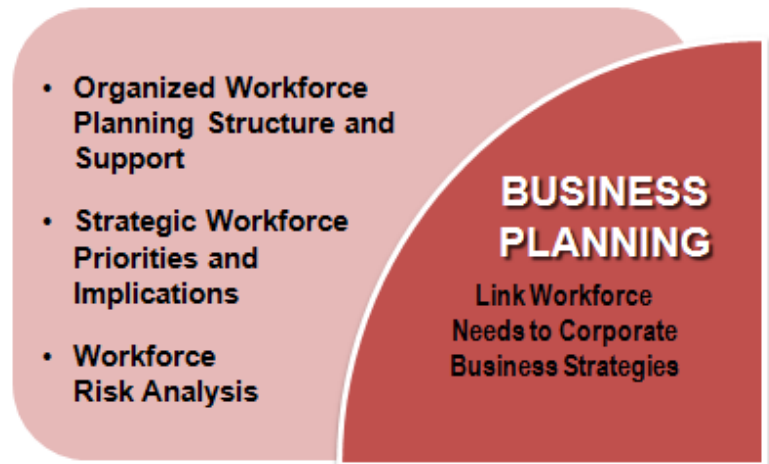 • Organized Workforce
Planning Structure and
Support
• Strategic Workforce
Priorities and
Implications
• Workforce
Risk Analysis
BUSINESS
PLANNING
Link Workforce
Needs to Corporate
Business Strategies